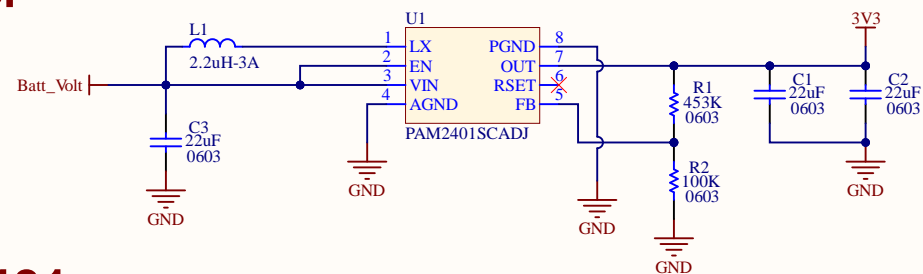 U1
L1
2.2uH-3A
1 LX
2 EN
3 VIN
4 AGND
PGND 8
OUT 7
RSET 6
FB 5
PAM2401SCADJ
Batt_Volt
C3
22uF
0603
GND
GND
GND
R1
453K
0603
R2
100K
0603
GND
C1
22uF
0603
3V3
C2
22uF
0603
GND